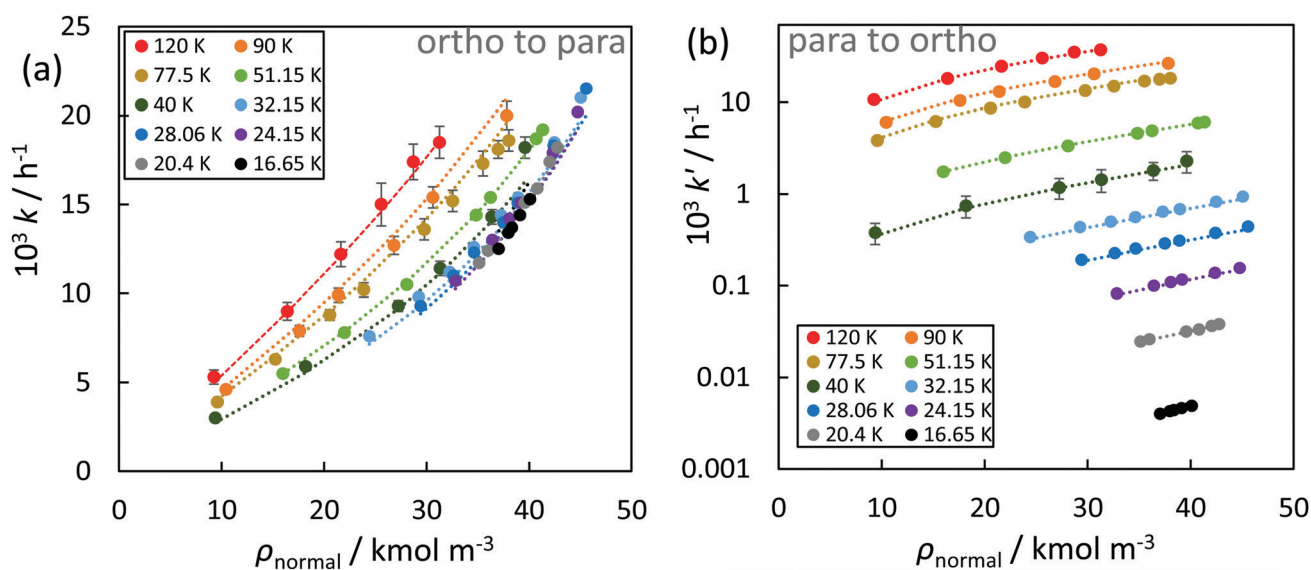 (a)
ortho to para
120 K 90 K
77.5 K 51.15 K
40 K 32.15 K
28.06 K 24.15 K
20.4 K 16.65 K
10³ k / h⁻¹
25
20
15
10
5
0
0 10 20 30 40 50
ρnormal / kmol m⁻³
(b)
para to ortho
10³ k′ / h⁻¹
10
1
0.1
0.01
0.001
120 K 90 K
77.5 K 51.15 K
40 K 32.15 K
28.06 K 24.15 K
20.4 K 16.65 K
0 10 20 30 40 50
ρnormal / kmol m⁻³